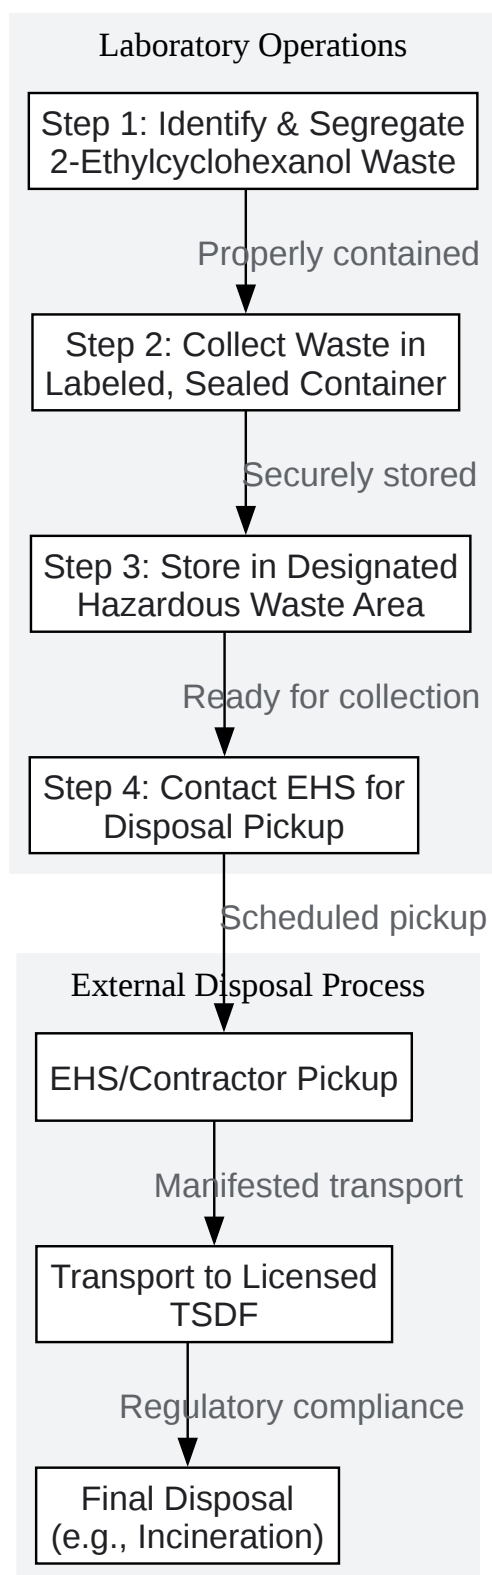 Laboratory Operations
Step 1: Identify & Segregate
2-Ethylcyclohexanol Waste
Properly contained
Step 2: Collect Waste in
Labeled, Sealed Container
Securely stored
Step 3: Store in Designated
Hazardous Waste Area
Ready for collection
Step 4: Contact EHS for
Disposal Pickup
Scheduled pickup
External Disposal Process
EHS/Contractor Pickup
Manifested transport
Transport to Licensed
TSDF
Regulatory compliance
Final Disposal
(e.g., Incineration)